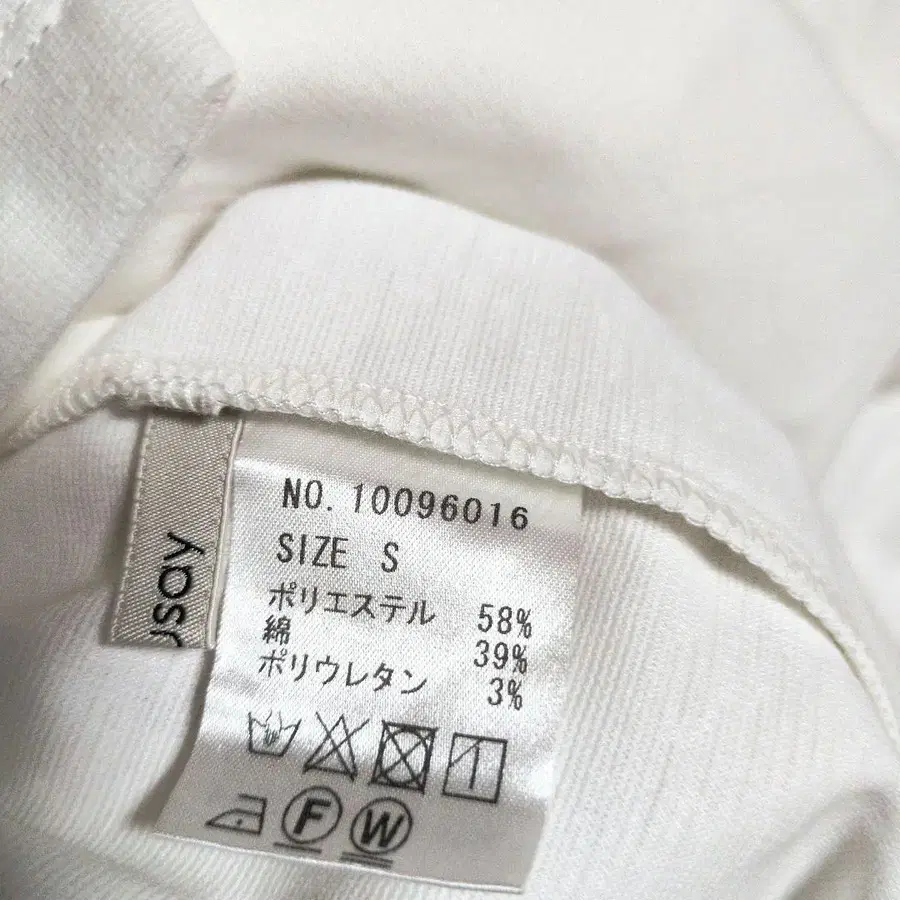 NO. 10096016
SIZE S
ポリエステル 58%
綿 39%
ポリウレタン 3%
F W
usay